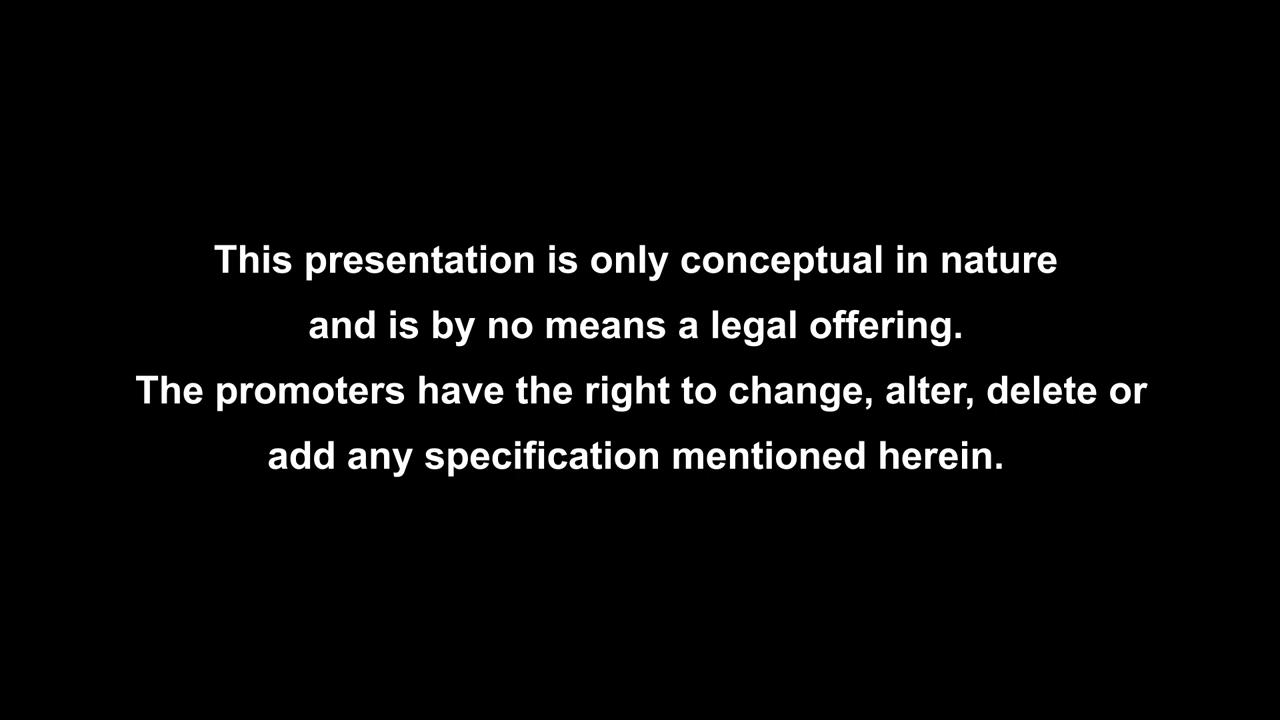 This presentation is only conceptual in nature
and is by no means a legal offering.
The promoters have the right to change, alter, delete or
add any specification mentioned herein.